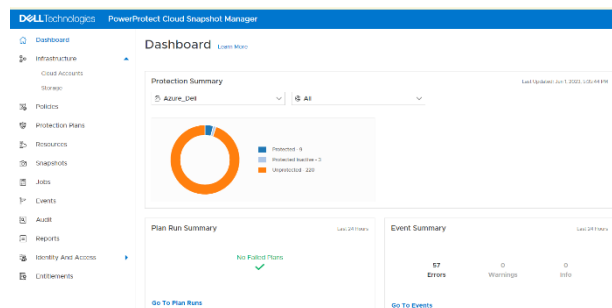 DELLTechnologies PowerProtect Cloud Snapshot Manager
Dashboard
Infrastructure
Cloud Accounts
Storage
Policies
Protection Plans
Resources
Snapshots
Jobs
Events
Audit
Reports
Identity And Access
Entitlements
Dashboard Learn More
Protection Summary
Azure_Dell
All
Protected - 9
Protected Inactive -
Unprotected - 220
Plan Run Summary Last 24 Hours
No Failed Plans
Go To Plan Runs
Event Summary Last 24 Hours
57 0 0
Errors Warnings Info
Go To Events